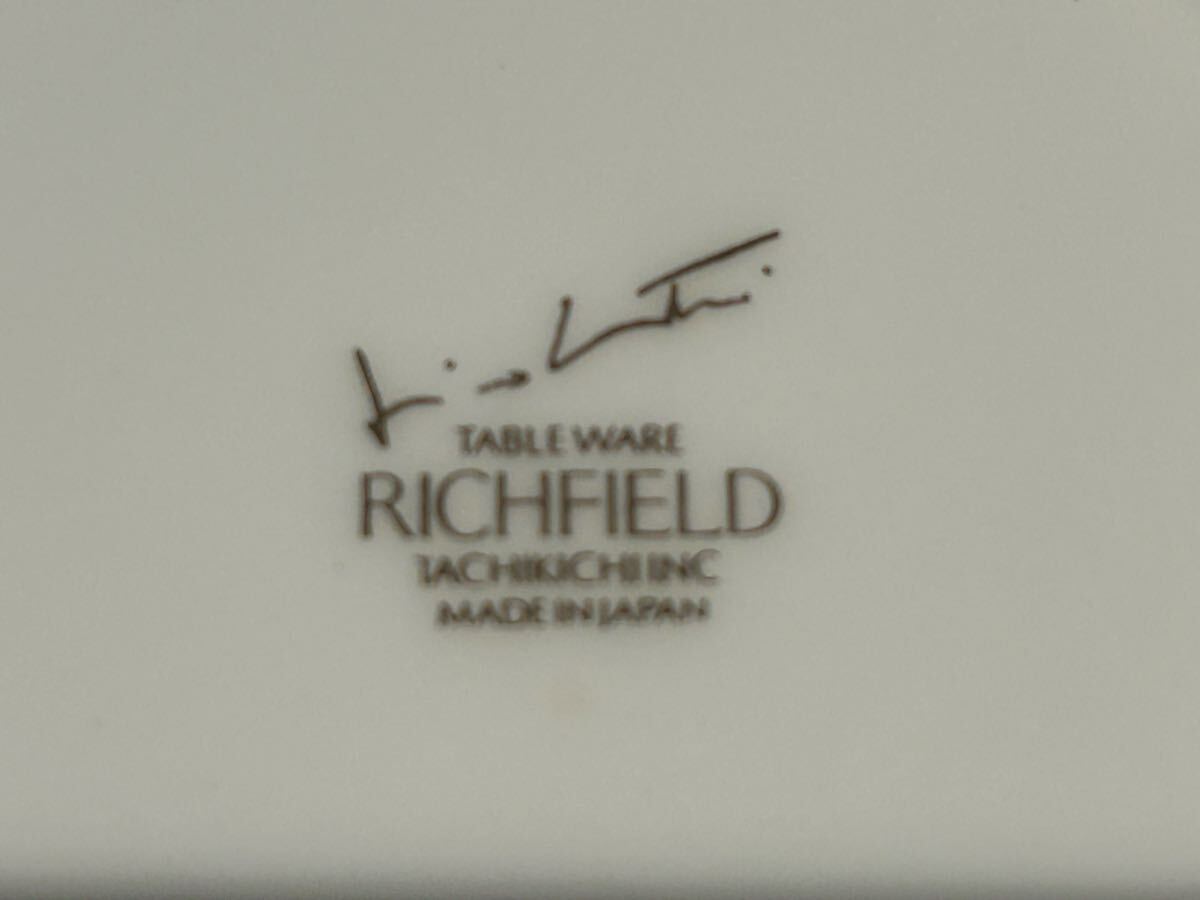 TABLE WARE
RICHFIELD
TACHIKICHI INC
MADE IN JAPAN